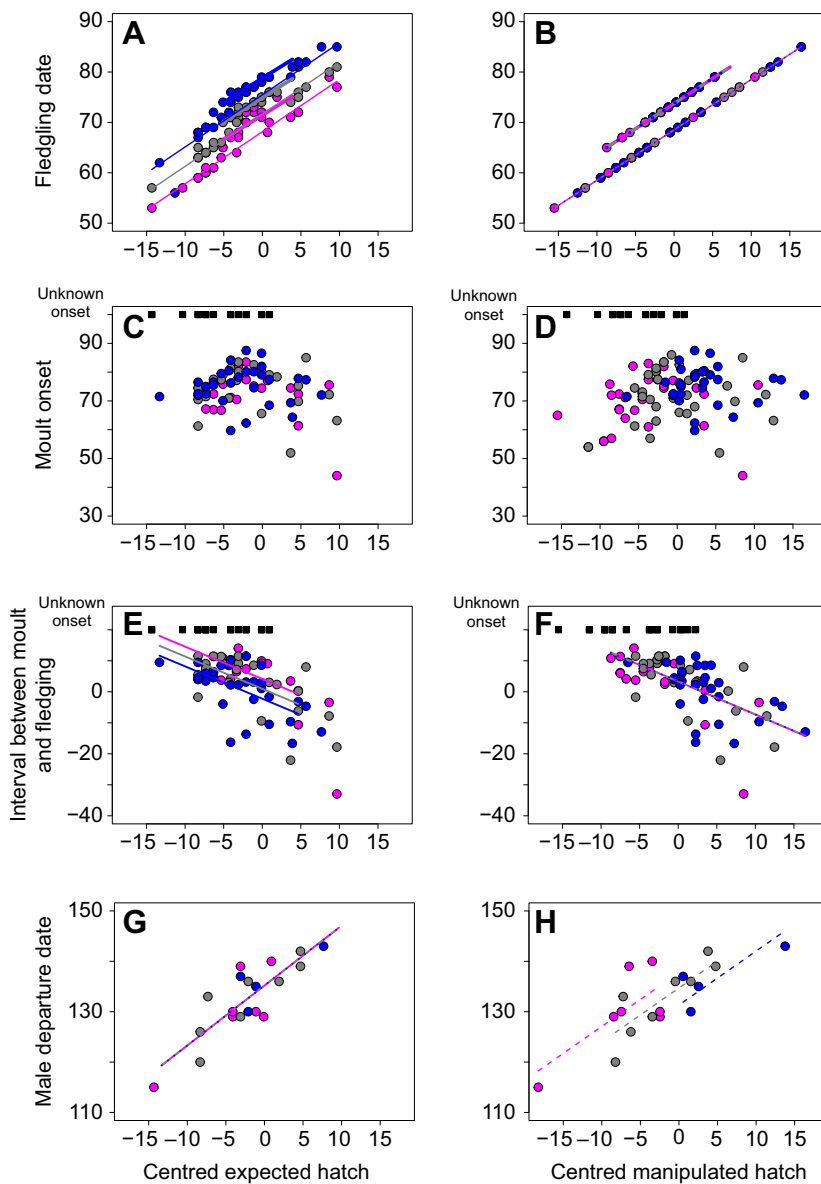 A
B
Fledgling date
90
80
70
60
50
−15 −10 −5 0 5 10 15
90
80
70
60
50
−15 −10 −5 0 5 10 15
Unknown
onset
C
Unknown
onset
D
Moult onset
90
70
50
30
−15 −10 −5 0 5 10 15
90
70
50
30
−15 −10 −5 0 5 10 15
Unknown
onset
E
Unknown
onset
F
Interval between moult
and fledging
0
−20
−40
−15 −10 −5 0 5 10 15
0
−20
−40
−15 −10 −5 0 5 10 15
G
H
Male departure date
150
130
110
−15 −10 −5 0 5 10 15
150
130
110
−15 −10 −5 0 5 10 15
Centred expected hatch
Centred manipulated hatch